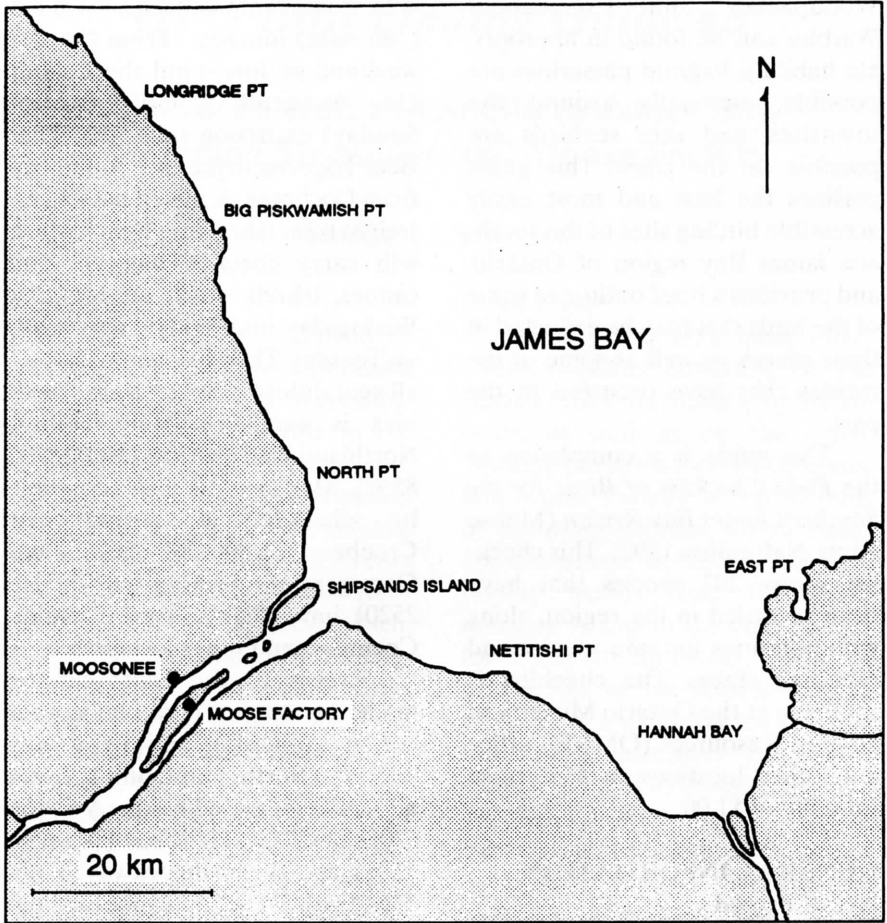 LONGRIDGE PT
N
BIG PISKWAMISH PT
JAMES BAY
NORTH PT
EAST PT
SHIPSANDS ISLAND
NETITISHI PT
MOOSONEE
MOOSE FACTORY
HANNAH BAY
20 km